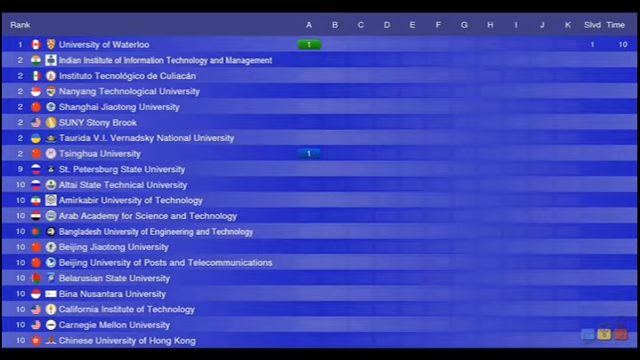 Rank A B C D E F G H I J K Slvd Time
1 University of Waterloo 1 1 10
2 Indian Institute of Information Technology and Management
2 Instituto Tecnológico de Culiacán
2 Nanyang Technological University
2 Shanghai Jiaotong University
2 SUNY Stony Brook
2 Taurida V.I. Vernadsky National University
2 Tsinghua University 1
9 St. Petersburg State University
10 Altai State Technical University
10 Amirkabir University of Technology
10 Arab Academy for Science and Technology
10 Bangladesh University of Engineering and Technology
10 Beijing Jiaotong University
10 Beijing University of Posts and Telecommunications
10 Belarusian State University
10 Bina Nusantara University
10 California Institute of Technology
10 Carnegie Mellon University
10 Chinese University of Hong Kong